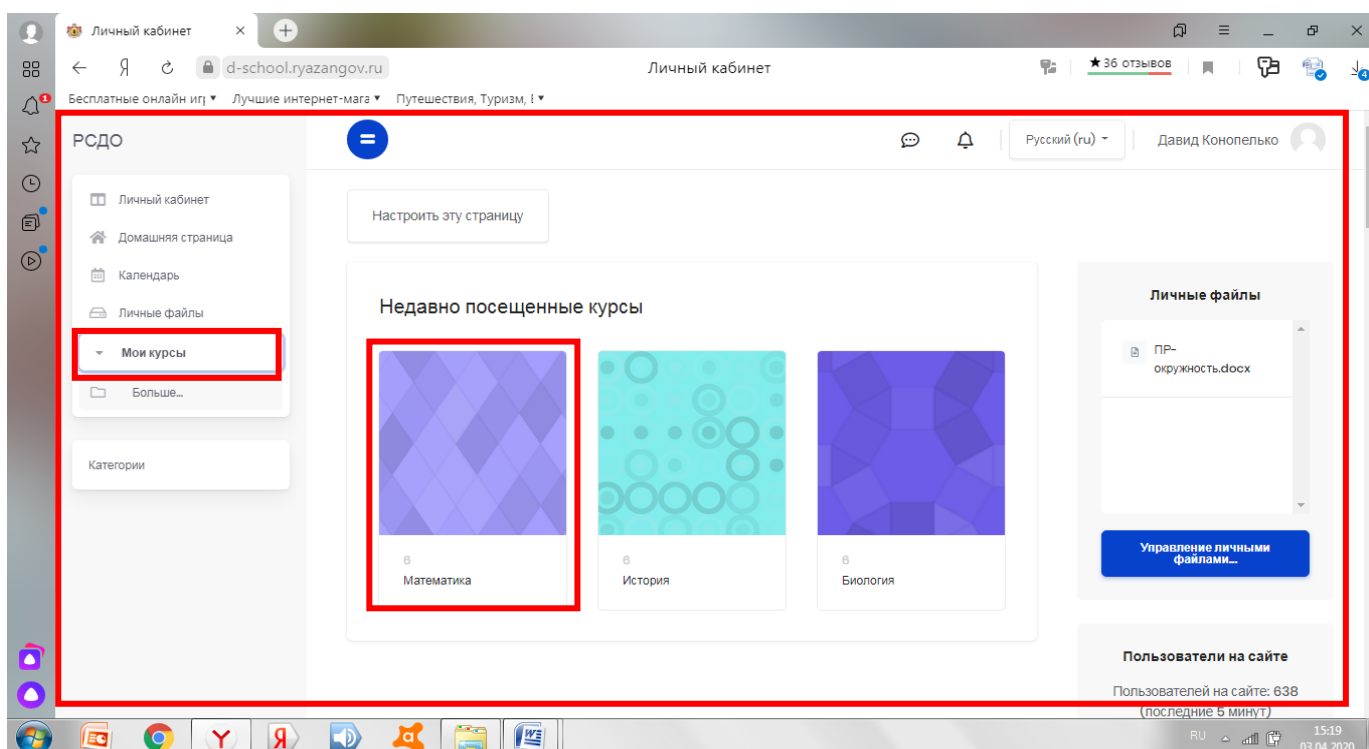 Личный кабинет
d-school.ryazangov.ru
Личный кабинет
★36 отзывов
Бесплатные онлайн иг
Лучшие интернет-мага
Путешествия, Туризм,
РСДО
Русский (ru)
Давид Конопелько
Личный кабинет
Домашняя страница
Календарь
Личные файлы
Мои курсы
Больше...
Категории
Настроить эту страницу
Недавно посещенные курсы
6
Математика
6
История
6
Биология
Личные файлы
ПР-
окружность.docx
Управление личными
файлами...
Пользователи на сайте
Пользователей на сайте: 638
(последние 5 минут)
RU
15:19
03.04.2020